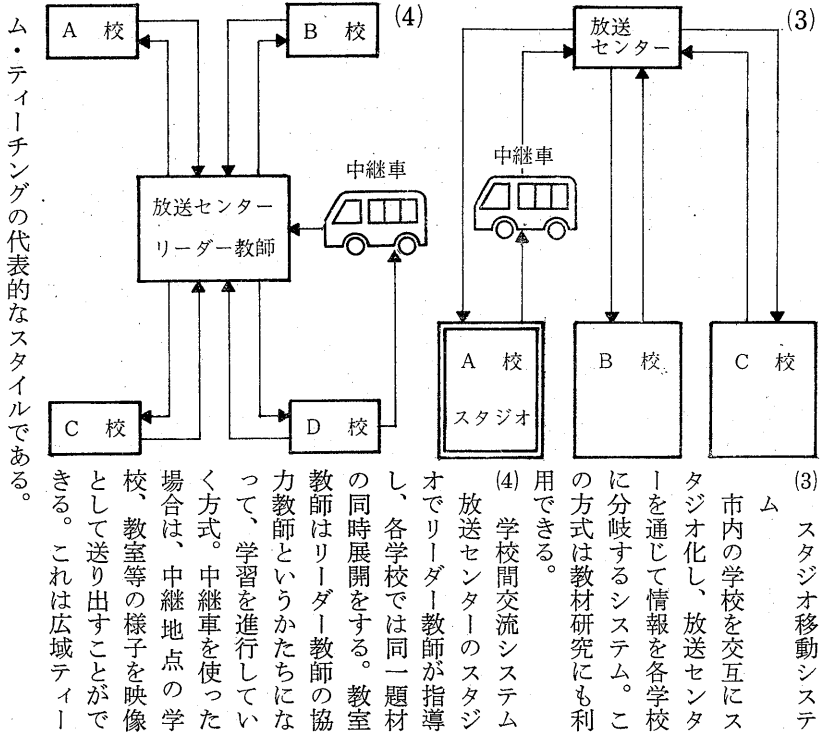 (3)
放送
センター
中継車
A 校
スタジオ
B 校
C 校
(4)
A 校
B 校
放送センター
リーダー教師
中継車
C 校
D 校
(3) スタジオ移動システ
ム
市内の学校を交互にス
タジオ化し、放送センタ
ーを通じて情報を各学校
に分岐するシステム。こ
の方式は教材研究にも利
用できる。
(4) 学校間交流システム
放送センターのスタジ
オでリーダー教師が指導
し、各学校では同一題材
の同時展開をする。教室
教師はリーダー教師の協
力教師というかたちにな
って、学習を進行してい
く方式。中継車を使った
場合は、中継地点の学
校、教室等の様子を映像
として送り出すことがで
きる。これは広域ティー
ム・ティーチングの代表的なスタイルである。